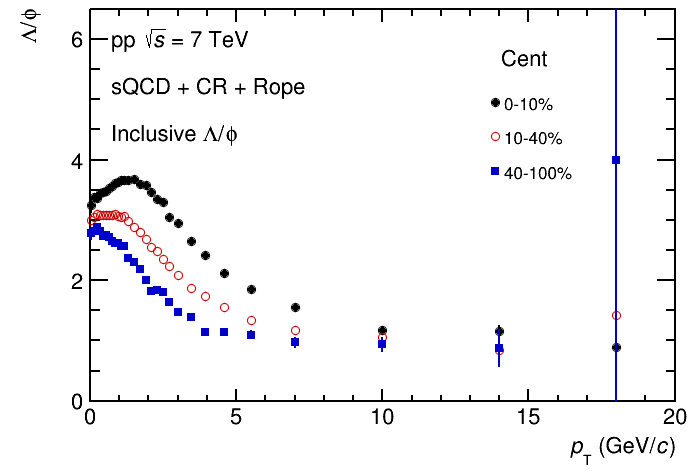 Λ/ϕ
6
4
2
0
pp √s = 7 TeV
sQCD + CR + Rope
Inclusive Λ/ϕ
Cent
0-10%
10-40%
40-100%
0 5 10 15 20
p_T (GeV/c)